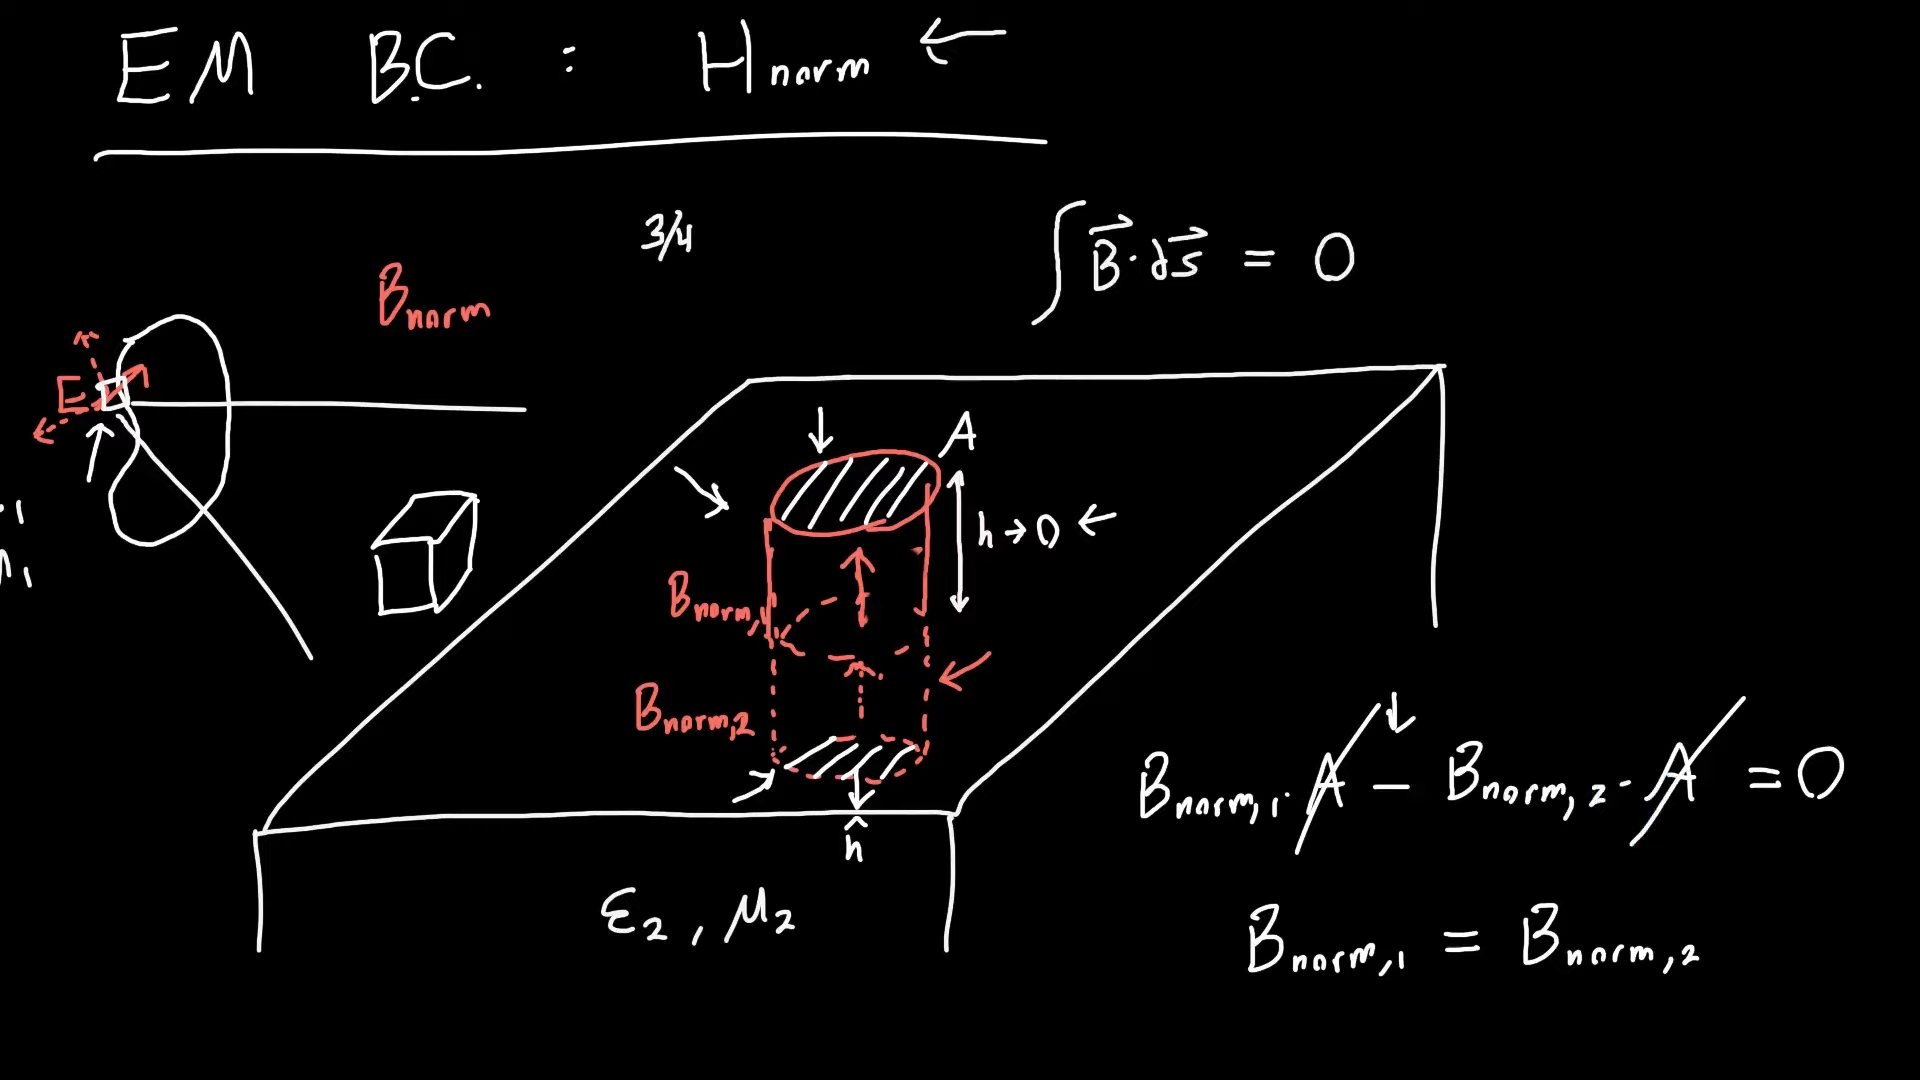 EM B.C. : Hnorm ←
3/4
∫B⃗·ds⃗ = 0
Bnorm
E
A
h→0 ←
Bnorm,1
Bnorm,2
n̂
ε2, μ2
Bnorm,1·A − Bnorm,2·A = 0
Bnorm,1 = Bnorm,2